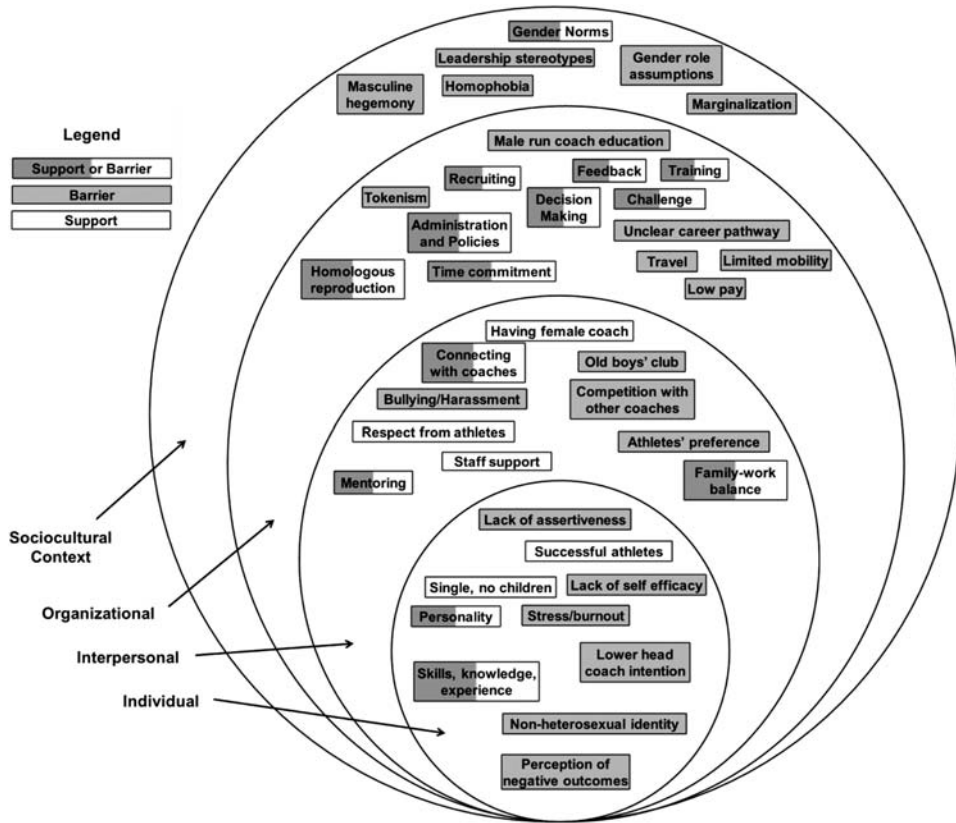 Gender Norms
Leadership stereotypes
Gender role
assumptions
Masculine
hegemony
Homophobia
Marginalization
Legend
Support or Barrier
Barrier
Support
Male run coach education
Recruiting
Feedback
Training
Tokenism
Decision
Making
Challenge
Administration
and Policies
Unclear career pathway
Homologous
reproduction
Time commitment
Travel
Limited mobility
Low pay
Having female coach
Connecting
with coaches
Old boys' club
Bullying/Harassment
Competition with
other coaches
Respect from athletes
Athletes' preference
Staff support
Mentoring
Family-work
balance
Lack of assertiveness
Successful athletes
Single, no children
Lack of self efficacy
Personality
Stress/burnout
Lower head
coach intention
Skills, knowledge,
experience
Non-heterosexual identity
Perception of
negative outcomes
Sociocultural
Context
Organizational
Interpersonal
Individual